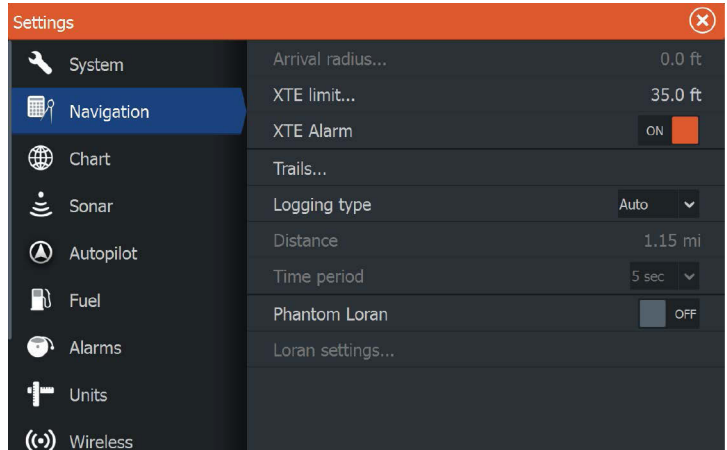 Settings
System
Navigation
Chart
Sonar
Autopilot
Fuel
Alarms
Units
Wireless
Arrival radius... 0.0 ft
XTE limit... 35.0 ft
XTE Alarm ON
Trails...
Logging type Auto
Distance 1.15 mi
Time period 5 sec
Phantom Loran OFF
Loran settings...